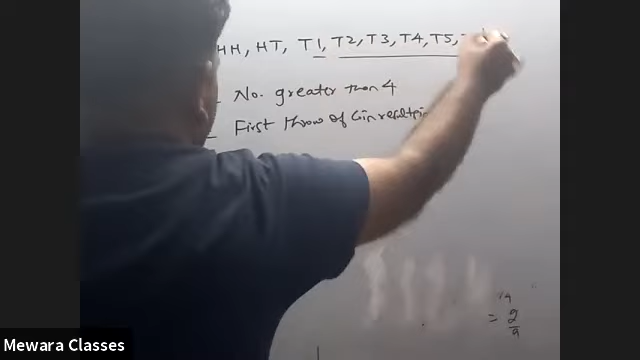 HH, HT, T1, T2, T3, T4, T5,
No. greater than 4
First throw of
= 2/9
Mewara Classes